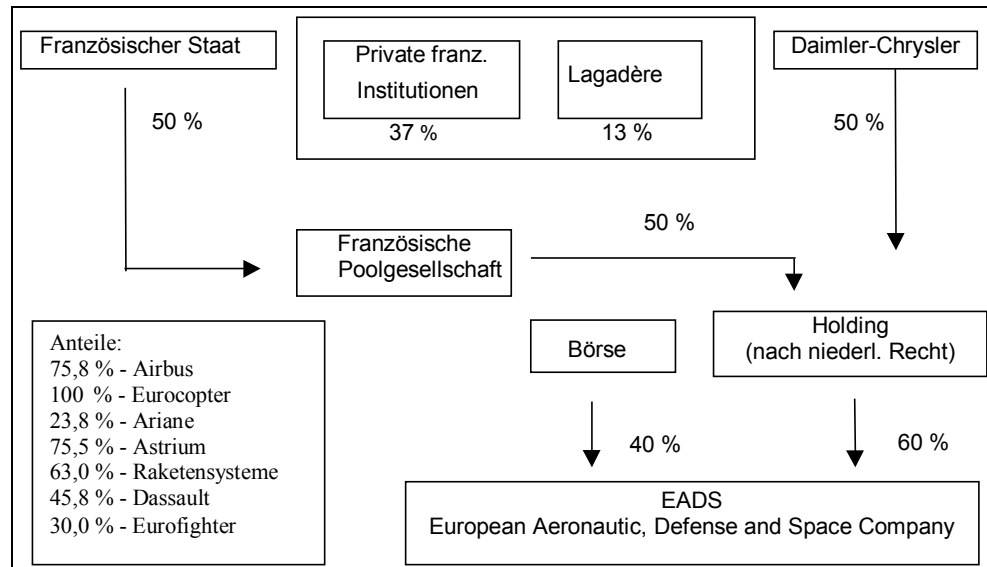 Französischer Staat
Private franz.
Institutionen
Lagadère
Daimler-Chrysler
50 %
37 %
13 %
50 %
Französische
Poolgesellschaft
50 %
Anteile:
75,8 % - Airbus
100 % - Eurocopter
23,8 % - Ariane
75,5 % - Astrium
63,0 % - Raketensysteme
45,8 % - Dassault
30,0 % - Eurofighter
Börse
Holding
(nach niederl. Recht)
40 %
60 %
EADS
European Aeronautic, Defense and Space Company